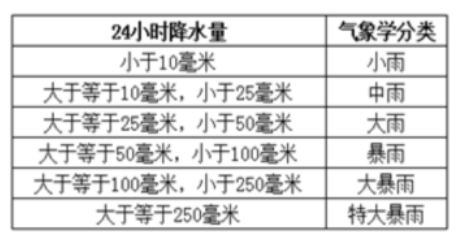 24小时降水量 气象学分类
小于10毫米 小雨
大于等于10毫米，小于25毫米 中雨
大于等于25毫米，小于50毫米 大雨
大于等于50毫米，小于100毫米 暴雨
大于等于100毫米，小于250毫米 大暴雨
大于等于250毫米 特大暴雨